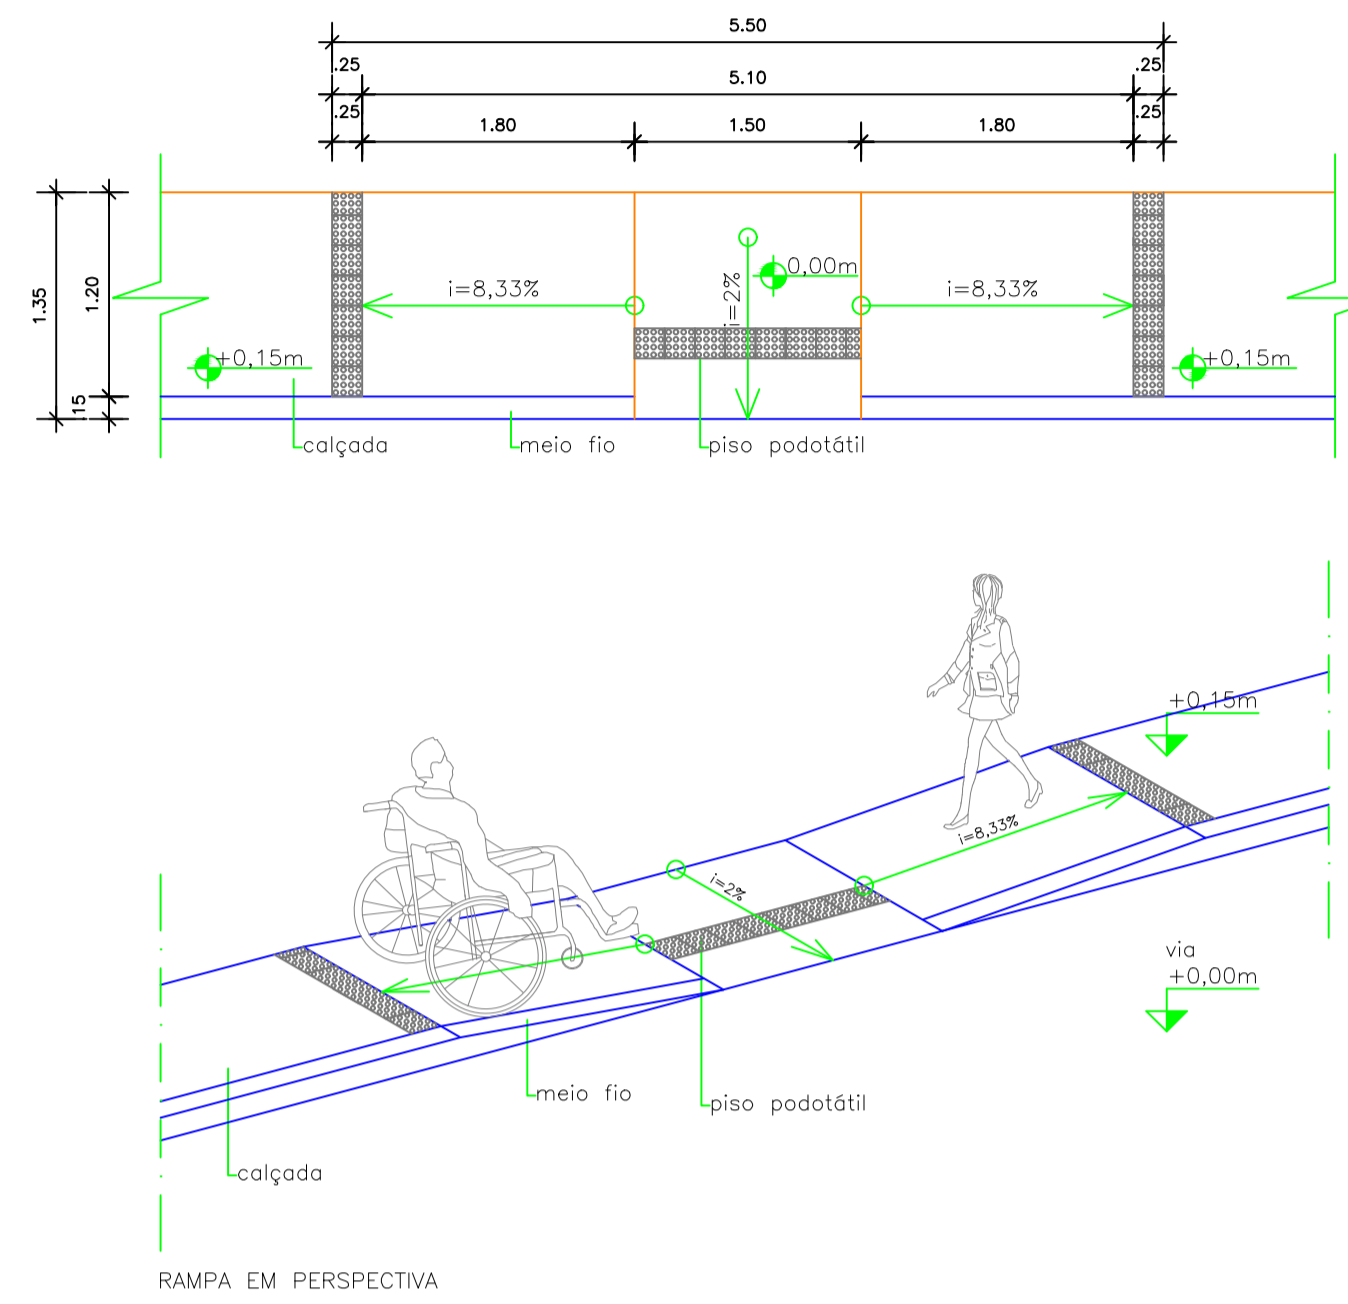 5.50
.25
5.10
.25
.25
1.80
1.50
1.80
.25
1.35
1.20
.15
i=8,33%
i=2%
0,00m
i=8,33%
+0,15m
+0,15m
calçada
meio fio
piso podotátil
+0,15m
i=8,33%
i=2%
via
+0,00m
meio fio
piso podotátil
calçada
RAMPA EM PERSPECTIVA